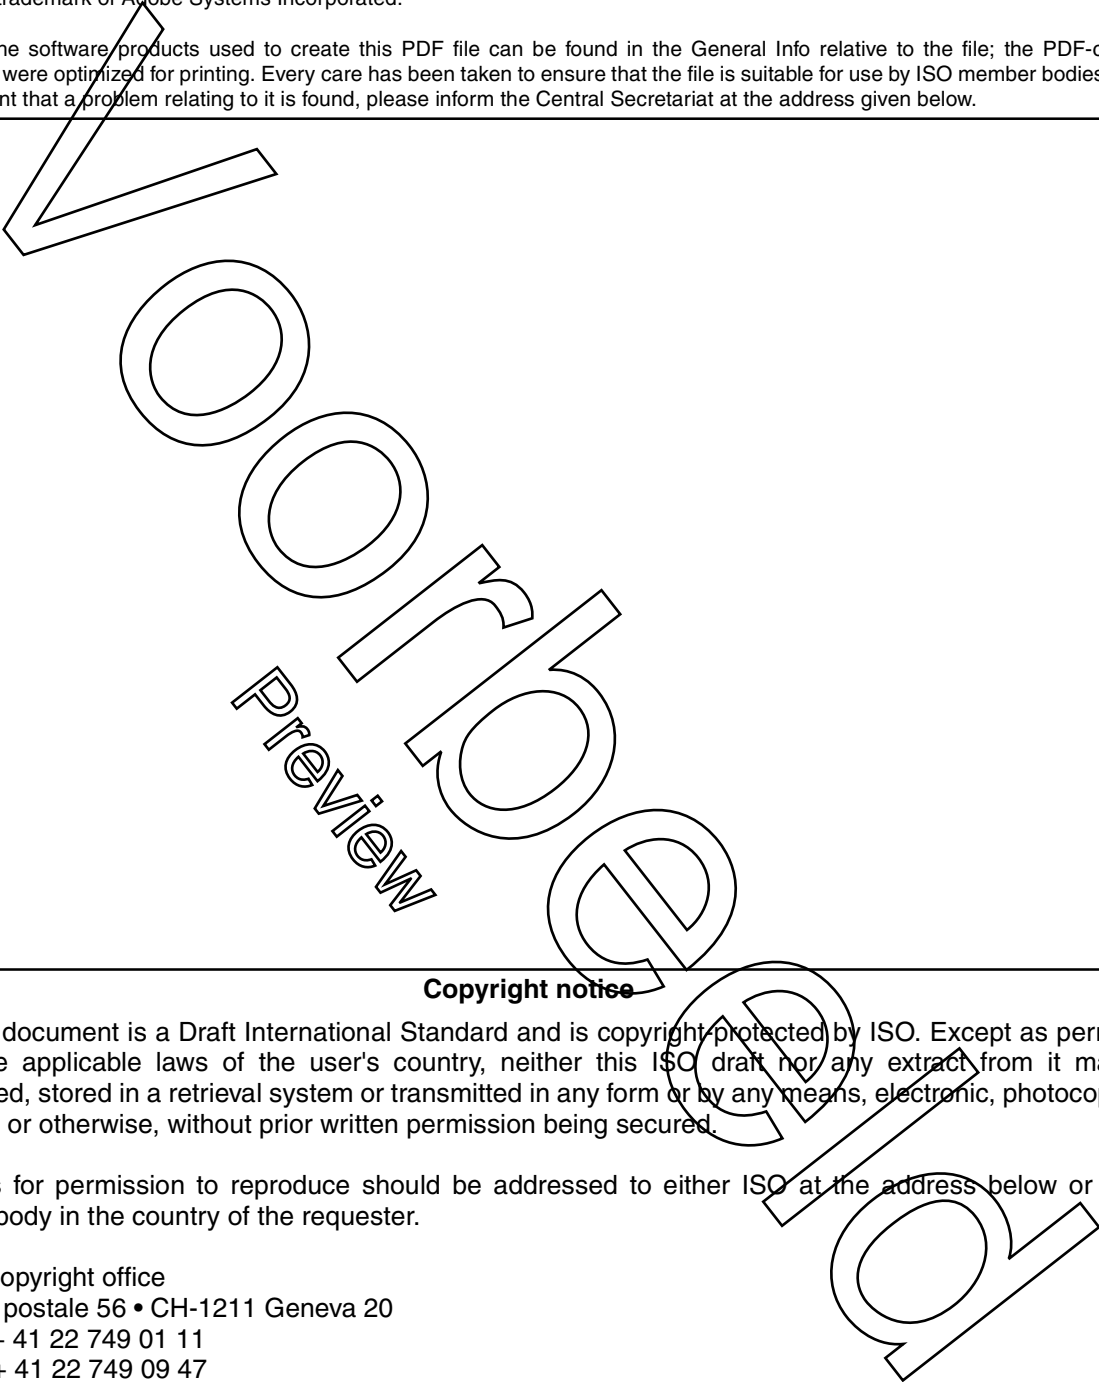 trademark of Adobe Systems Incorporated.
he software products used to create this PDF file can be found in the General Info relative to the file; the PDF-c
were optimized for printing. Every care has been taken to ensure that the file is suitable for use by ISO member bodies
nt that a problem relating to it is found, please inform the Central Secretariat at the address given below.
Voorbeeld
Preview
Copyright notice
document is a Draft International Standard and is copyright-protected by ISO. Except as perm
e applicable laws of the user's country, neither this ISO draft nor any extract from it ma
ed, stored in a retrieval system or transmitted in any form or by any means, electronic, photocop
or otherwise, without prior written permission being secured.
s for permission to reproduce should be addressed to either ISO at the address below or
body in the country of the requester.
opyright office
postale 56 • CH-1211 Geneva 20
+ 41 22 749 01 11
+ 41 22 749 09 47